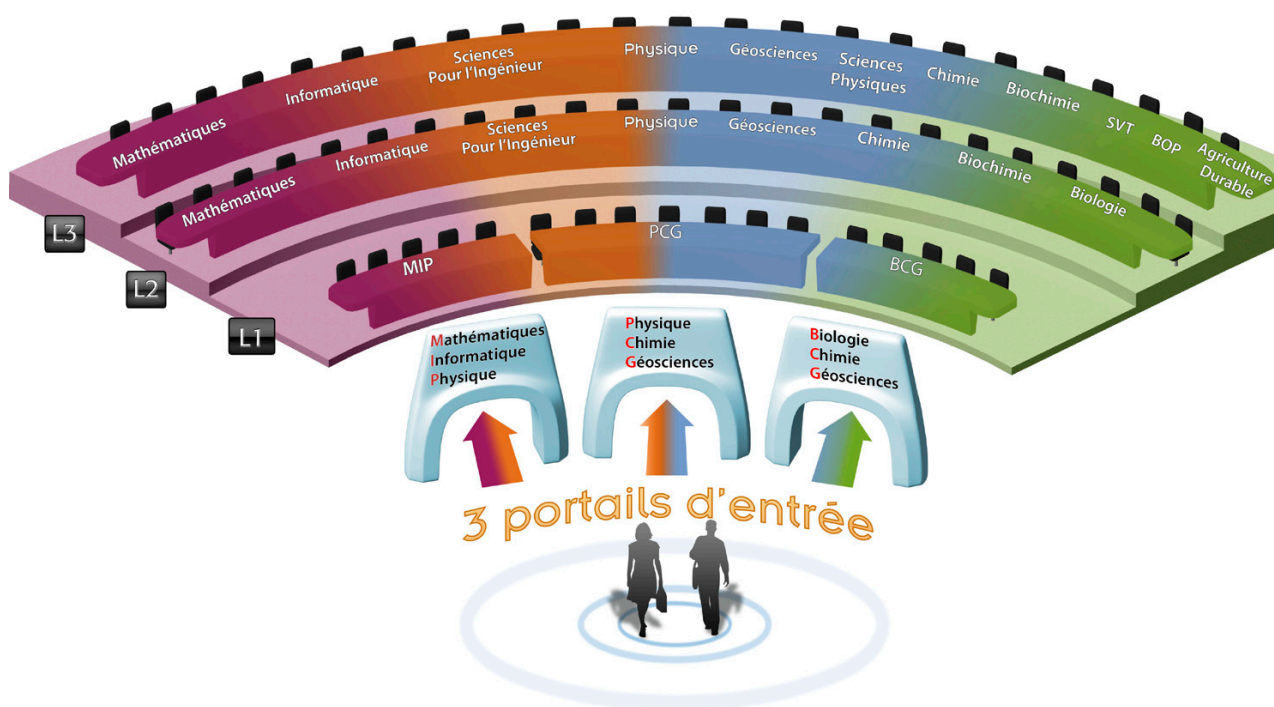 Mathématiques
Informatique
Sciences
Pour l'Ingénieur
Physique
Géosciences
Sciences
Physiques
Chimie
Biochimie
SVT
BOP
Agriculture
Durable
L3
Mathématiques
Informatique
Sciences
Pour l'Ingénieur
Physique
Géosciences
Chimie
Biochimie
Biologie
L2
MIP
PCG
BCG
L1
Mathématiques
Informatique
Physique
Physique
Chimie
Géosciences
Biologie
Chimie
Géosciences
3 portails d'entrée